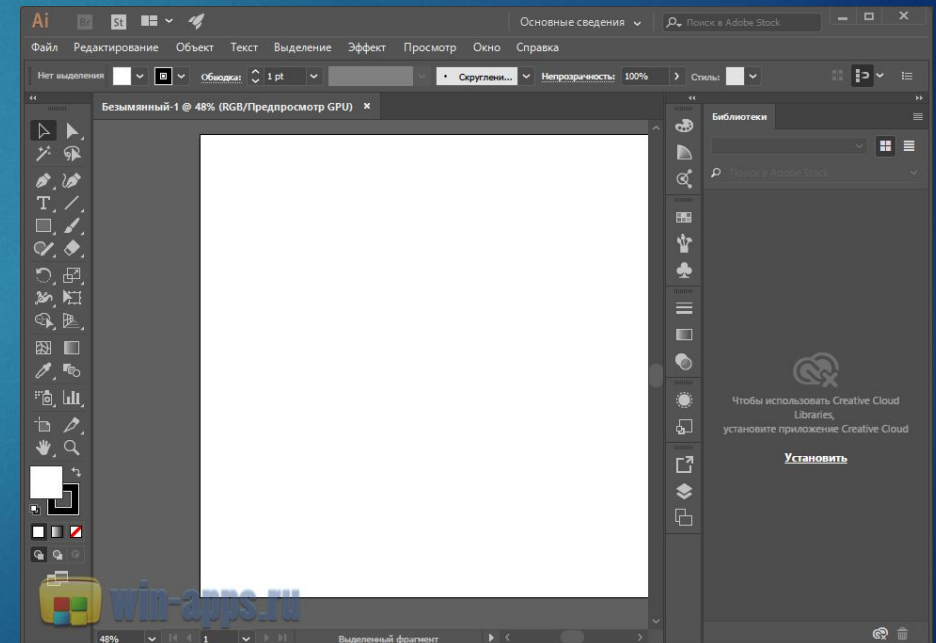 Ai Br St Основные сведения Поиск в Adobe Stock
Файл Редактирование Объект Текст Выделение Эффект Просмотр Окно Справка
Нет выделения Обводка: 1 pt Скруглени... Непрозрачность: 100% Стиль:
Безымянный-1 @ 48% (RGB/Предпросмотр GPU) ×
Библиотеки
Поиск в Adobe Stock
Чтобы использовать Creative Cloud
Libraries,
установите приложение Creative Cloud
Установить
win-apps.ru
48% 1 Выделенный фрагмент